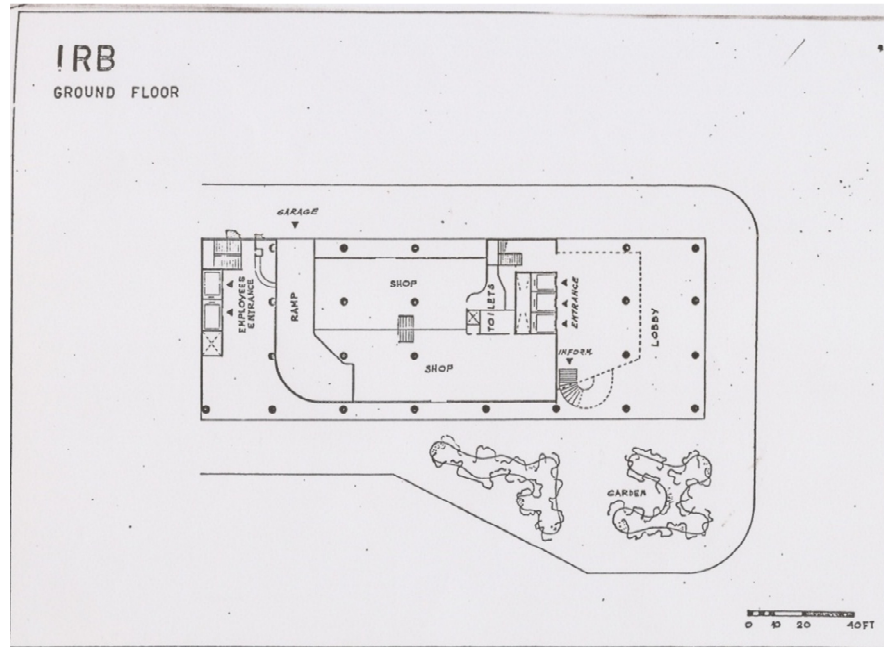 IRB
GROUND FLOOR
GARAGE
EMPLOYEES
ENTRANCE
RAMP
SHOP
TOILETS
ENTRANCE
LOBBY
INFORM.
SHOP
GARDEN
0 10 20 40FT